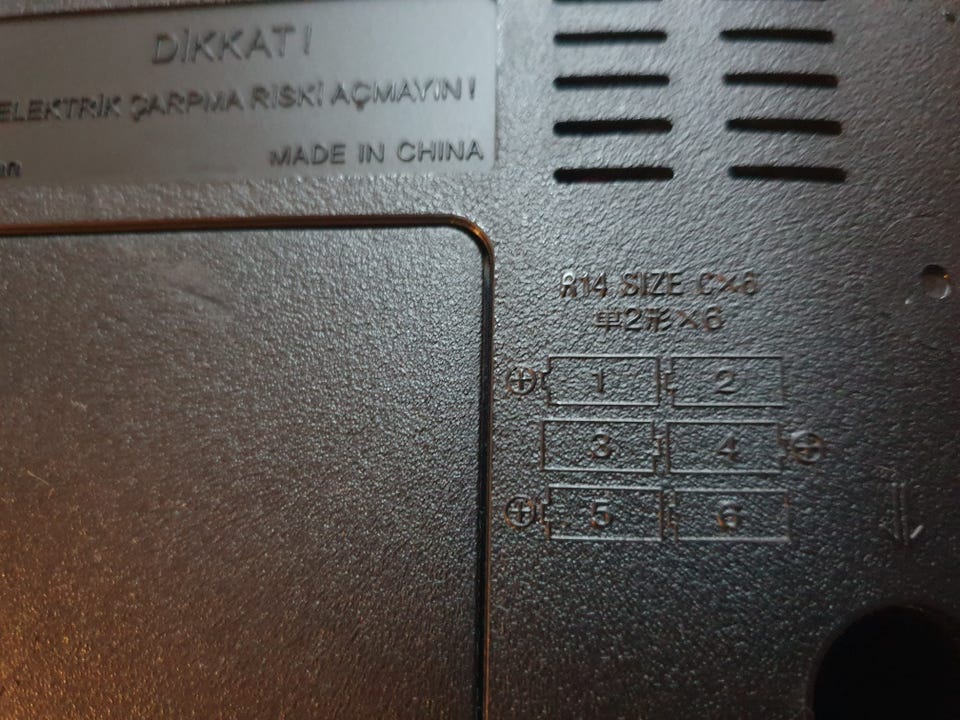 DİKKAT!
ELEKTRİK ÇARPMA RİSKİ AÇMAYIN!
MADE IN CHINA
R14 SIZE C×6
単2形×6
⊕ 1 2
3 4 ⊕
⊕ 5 6